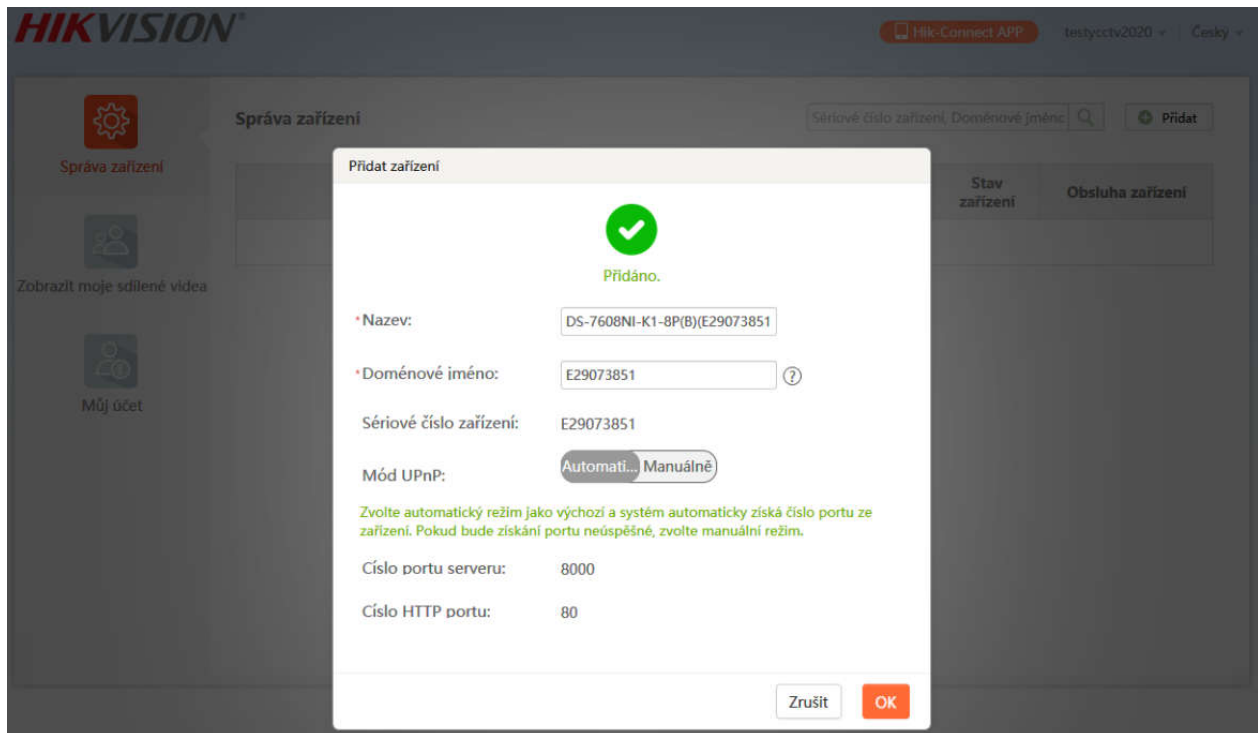 HIKVISION®
Hik-Connect APP testycctv2020 Český
Správa zařízení
Sériové číslo zařízení, Doménové jméno
Přidat
Správa zařízení
Zobrazit moje sdílené videa
Můj účet
Stav
zařízení
Obsluha zařízení
Přidat zařízení
Přidáno.
*Nazev: DS-7608NI-K1-8P(B)(E29073851
*Doménové jméno: E29073851 ?
Sériové číslo zařízení: E29073851
Mód UPnP: Automati... Manuálně
Zvolte automatický režim jako výchozí a systém automaticky získá číslo portu ze
zařízení. Pokud bude získání portu neúspěšné, zvolte manuální režim.
Císlo portu serveru: 8000
Císlo HTTP portu: 80
Zrušit OK